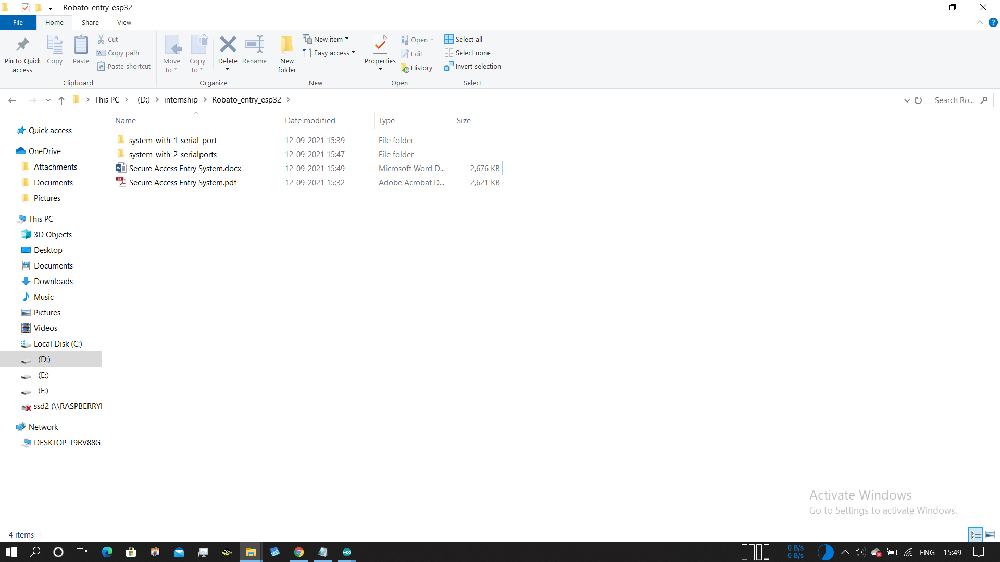 Robato_entry_esp32
File Home Share View
Pin to Quick access
Copy
Paste
Cut
Copy path
Paste shortcut
Clipboard
Move to
Copy to
Delete
Rename
Organize
New folder
New item
Easy access
New
Properties
Open
Edit
History
Open
Select all
Select none
Invert selection
Select
This PC > (D:) > internship > Robato_entry_esp32 >
Search Ro...
Name Date modified Type Size
system_with_1_serial_port 12-09-2021 15:39 File folder
system_with_2_serialports 12-09-2021 15:47 File folder
Secure Access Entry System.docx 12-09-2021 15:49 Microsoft Word D... 2,676 KB
Secure Access Entry System.pdf 12-09-2021 15:32 Adobe Acrobat D... 2,621 KB
Quick access
OneDrive
Attachments
Documents
Pictures
This PC
3D Objects
Desktop
Documents
Downloads
Music
Pictures
Videos
Local Disk (C:)
(D:)
(E:)
(F:)
ssd2 (\\RASPBERRY
Network
DESKTOP-T9RV88G
Activate Windows
Go to Settings to activate Windows.
4 items
0 B/s
0 B/s
ENG 15:49